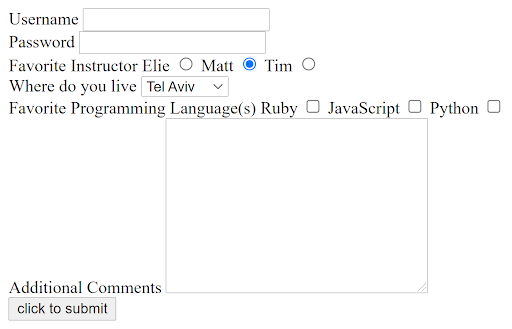 Username
Password
Favorite Instructor Elie Matt Tim
Where do you live Tel Aviv
Favorite Programming Language(s) Ruby JavaScript Python
Additional Comments
click to submit